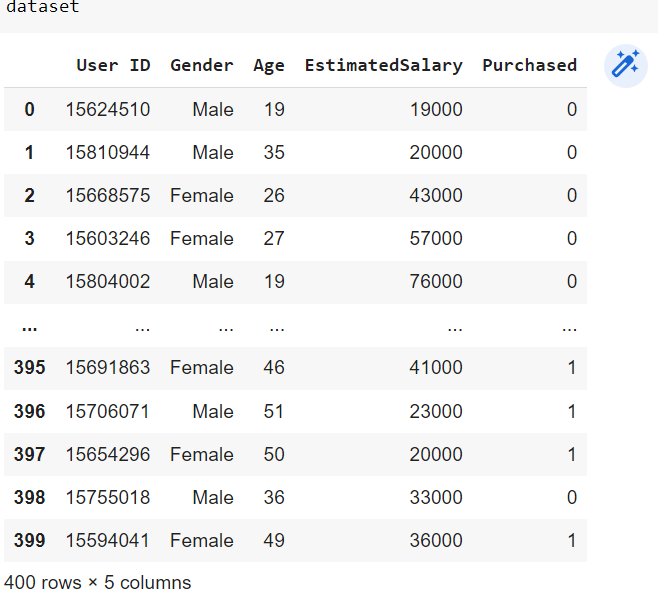 dataset
User ID Gender Age EstimatedSalary Purchased
0 15624510 Male 19 19000 0
1 15810944 Male 35 20000 0
2 15668575 Female 26 43000 0
3 15603246 Female 27 57000 0
4 15804002 Male 19 76000 0
... ... ... ... ... ...
395 15691863 Female 46 41000 1
396 15706071 Male 51 23000 1
397 15654296 Female 50 20000 1
398 15755018 Male 36 33000 0
399 15594041 Female 49 36000 1
400 rows × 5 columns